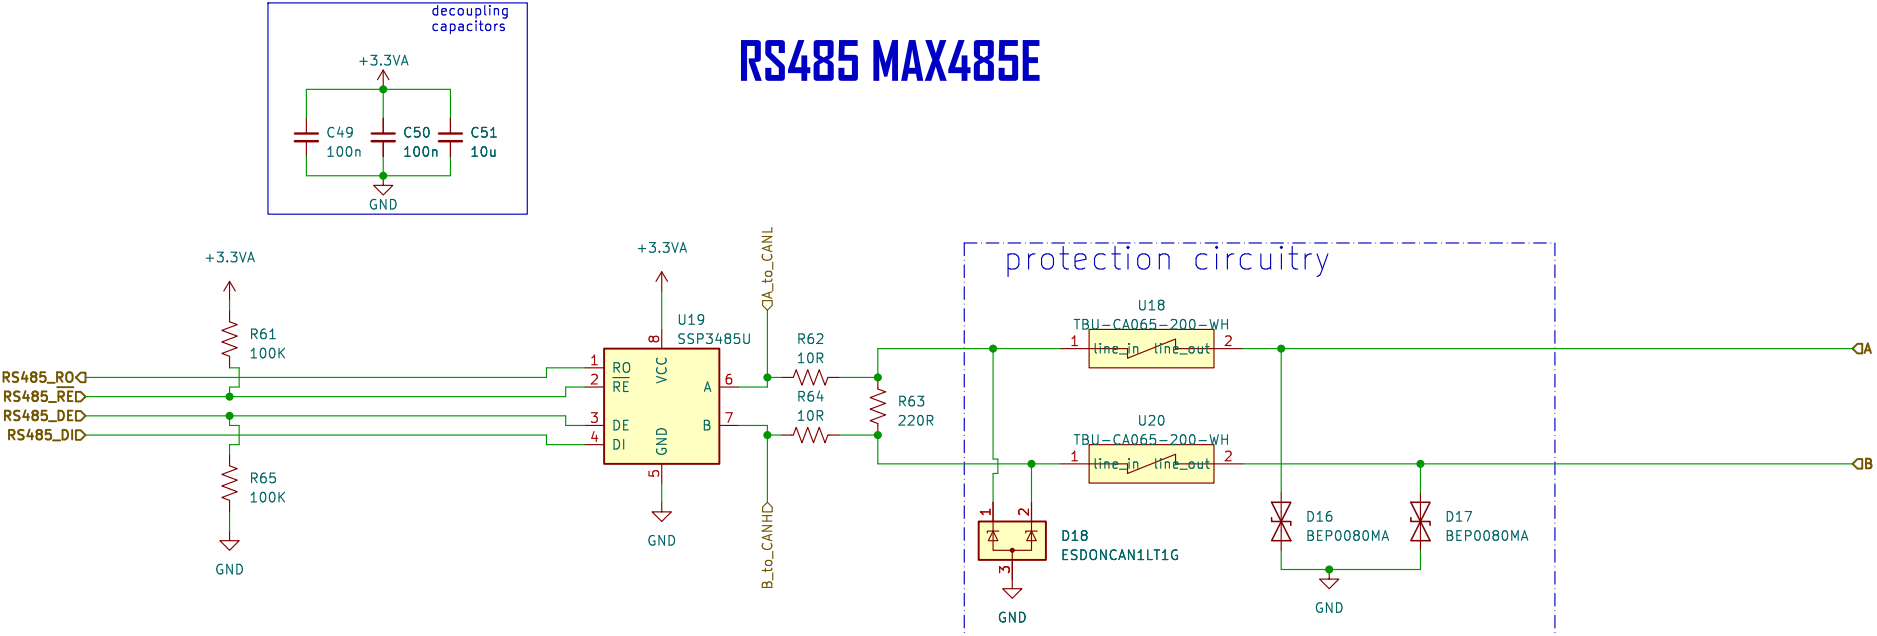 decoupling
capacitors
RS485 MAX485E
+3.3VA
C49
100n
C50
100n
C51
10u
GND
+3.3VA
R61
100K
RS485_RO
RS485_RE
RS485_DE
RS485_DI
R65
100K
GND
+3.3VA
U19
SSP3485U
8
VCC
1
RO
2
RE
3
DE
4
DI
A
6
B
7
GND
5
GND
A_to_CANL
B_to_CANH
R62
10R
R64
10R
R63
220R
protection circuitry
U18
TBU-CA065-200-WH
1
line_in
line_out
2
U20
TBU-CA065-200-WH
1
line_in
line_out
2
A
B
1
2
3
D18
ESDONCAN1LT1G
GND
D16
BEP0080MA
D17
BEP0080MA
GND